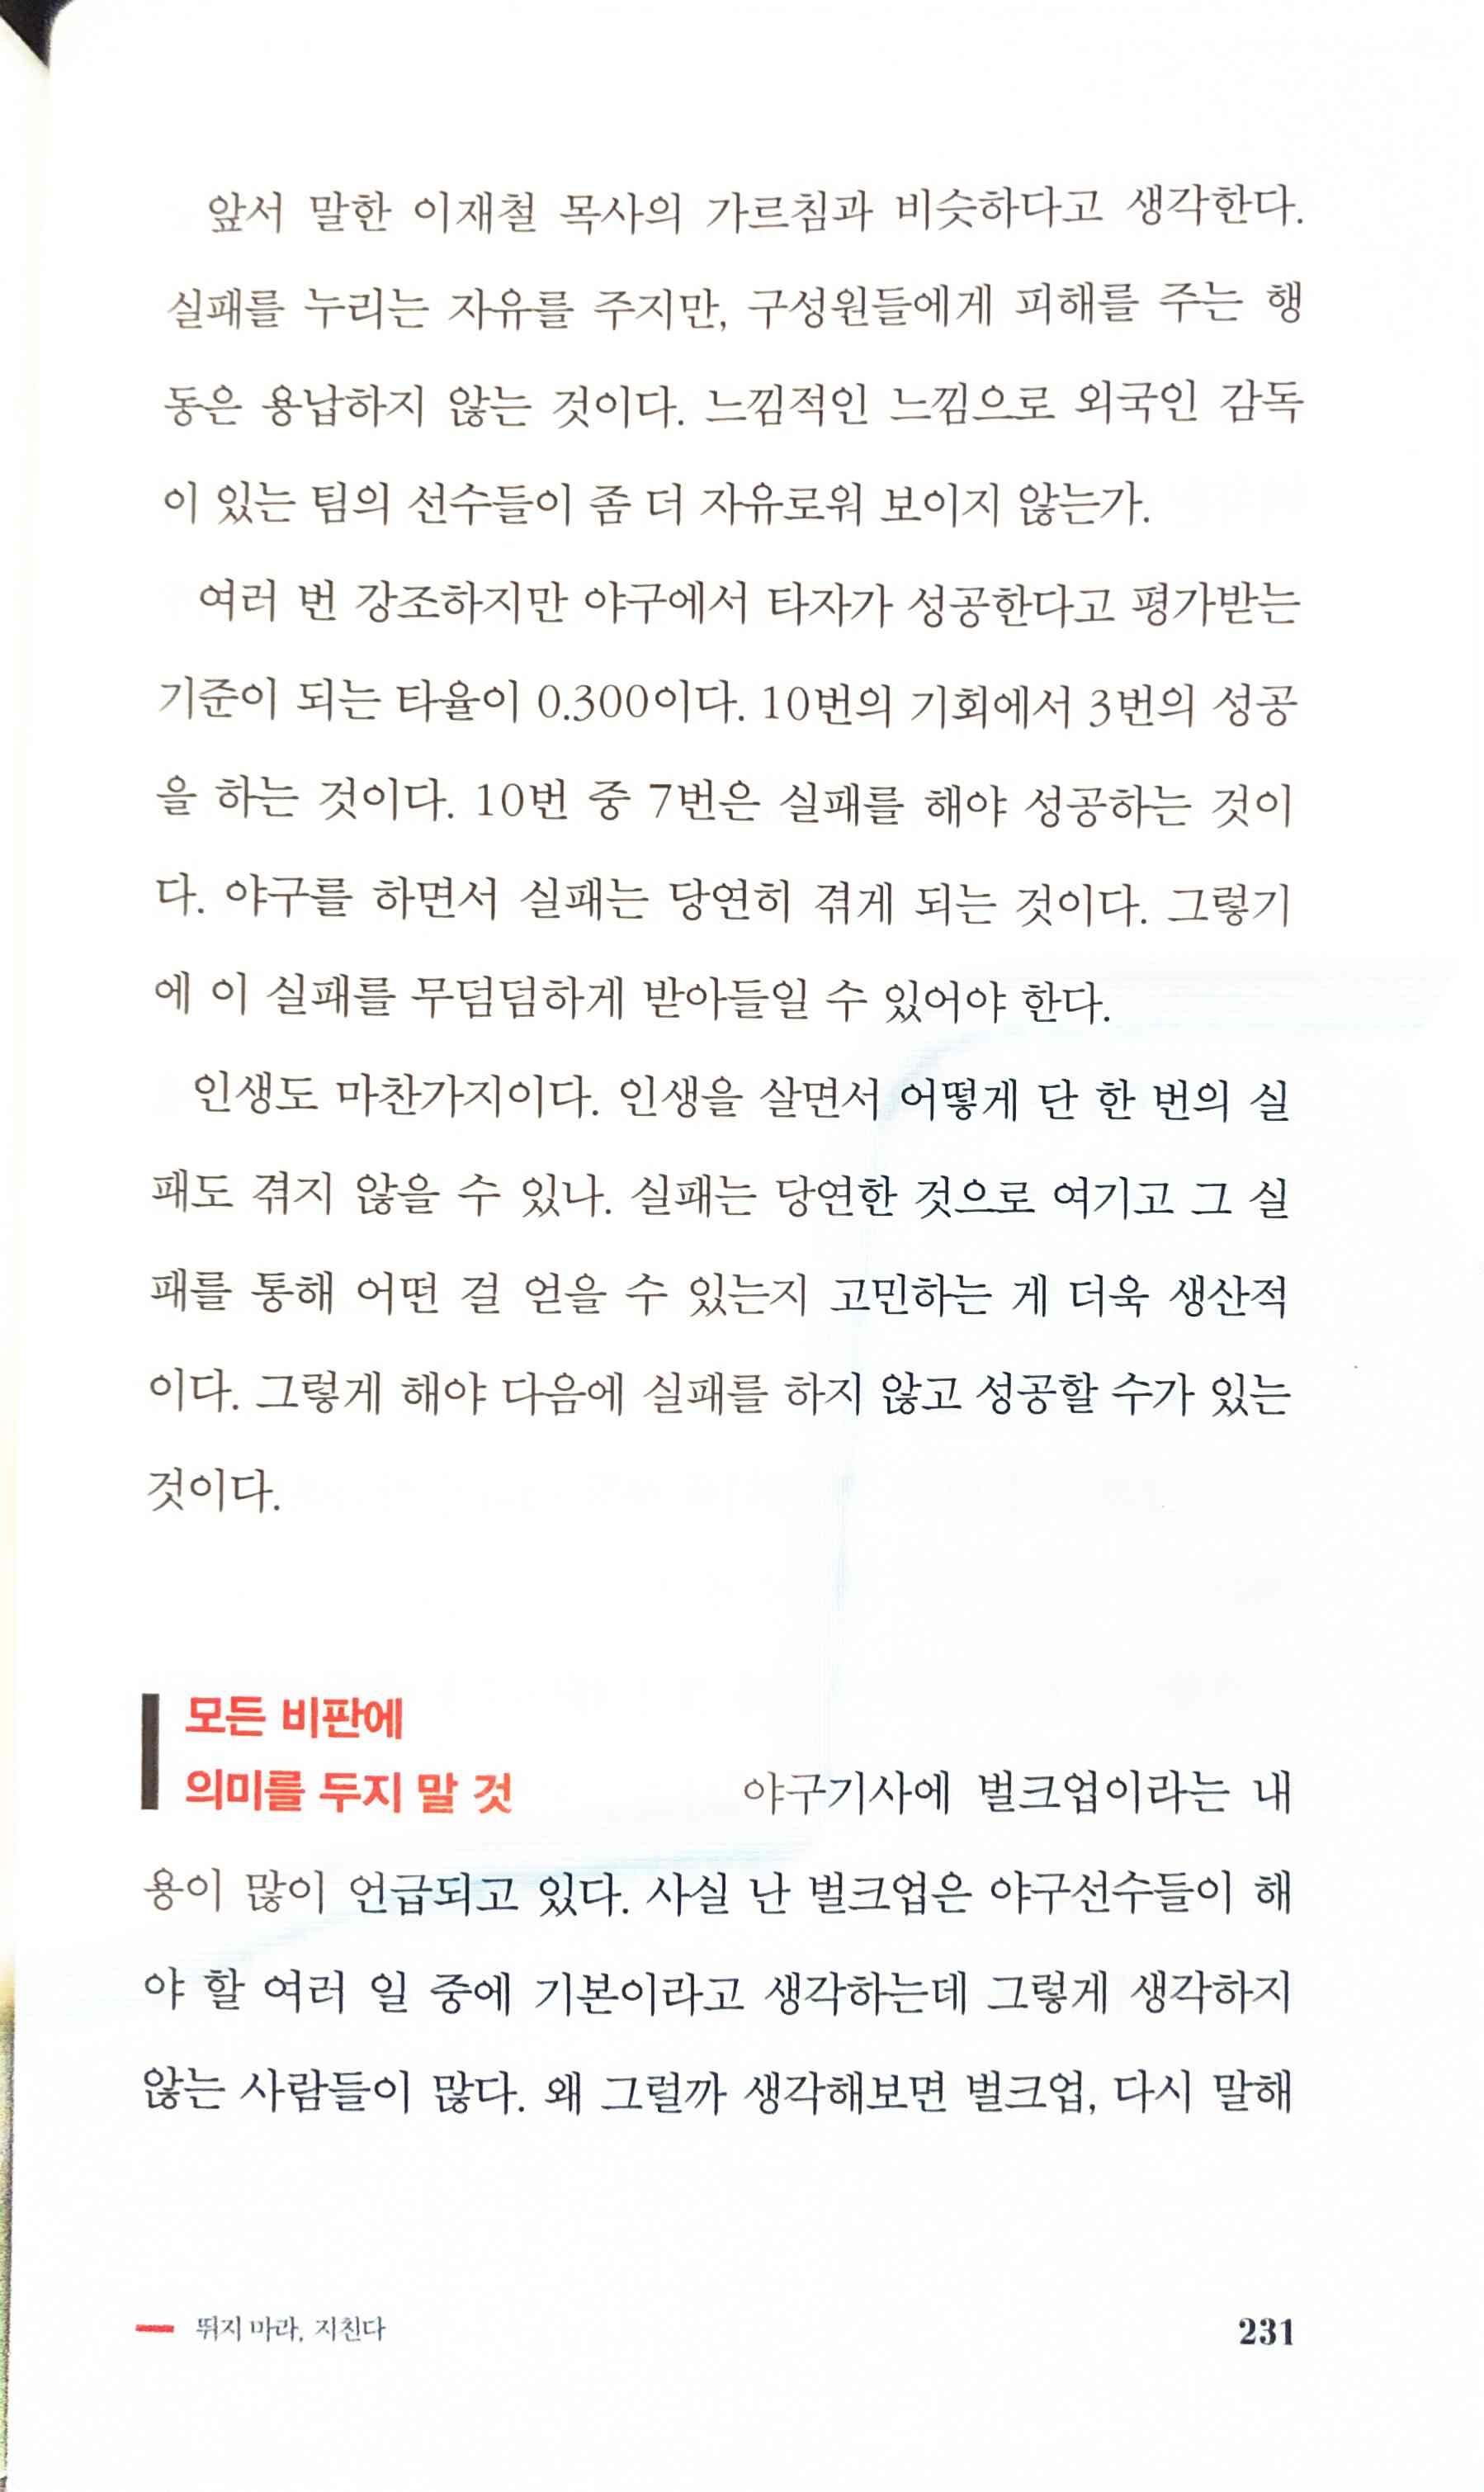 앞서 말한 이재철 목사의 가르침과 비슷하다고 생각한다.
실패를 누리는 자유를 주지만, 구성원들에게 피해를 주는 행
동은 용납하지 않는 것이다. 느낌적인 느낌으로 외국인 감독
이 있는 팀의 선수들이 좀 더 자유로워 보이지 않는가.
여러 번 강조하지만 야구에서 타자가 성공한다고 평가받는
기준이 되는 타율이 0.300이다. 10번의 기회에서 3번의 성공
을 하는 것이다. 10번 중 7번은 실패를 해야 성공하는 것이
다. 야구를 하면서 실패는 당연히 겪게 되는 것이다. 그렇기
에 이 실패를 무덤덤하게 받아들일 수 있어야 한다.
인생도 마찬가지이다. 인생을 살면서 어떻게 단 한 번의 실
패도 겪지 않을 수 있나. 실패는 당연한 것으로 여기고 그 실
패를 통해 어떤 걸 얻을 수 있는지 고민하는 게 더욱 생산적
이다. 그렇게 해야 다음에 실패를 하지 않고 성공할 수가 있는
것이다.
모든 비판에
의미를 두지 말 것
야구기사에 벌크업이라는 내
용이 많이 언급되고 있다. 사실 난 벌크업은 야구선수들이 해
야 할 여러 일 중에 기본이라고 생각하는데 그렇게 생각하지
않는 사람들이 많다. 왜 그럴까 생각해보면 벌크업, 다시 말해
뛰지 마라, 지친다
231